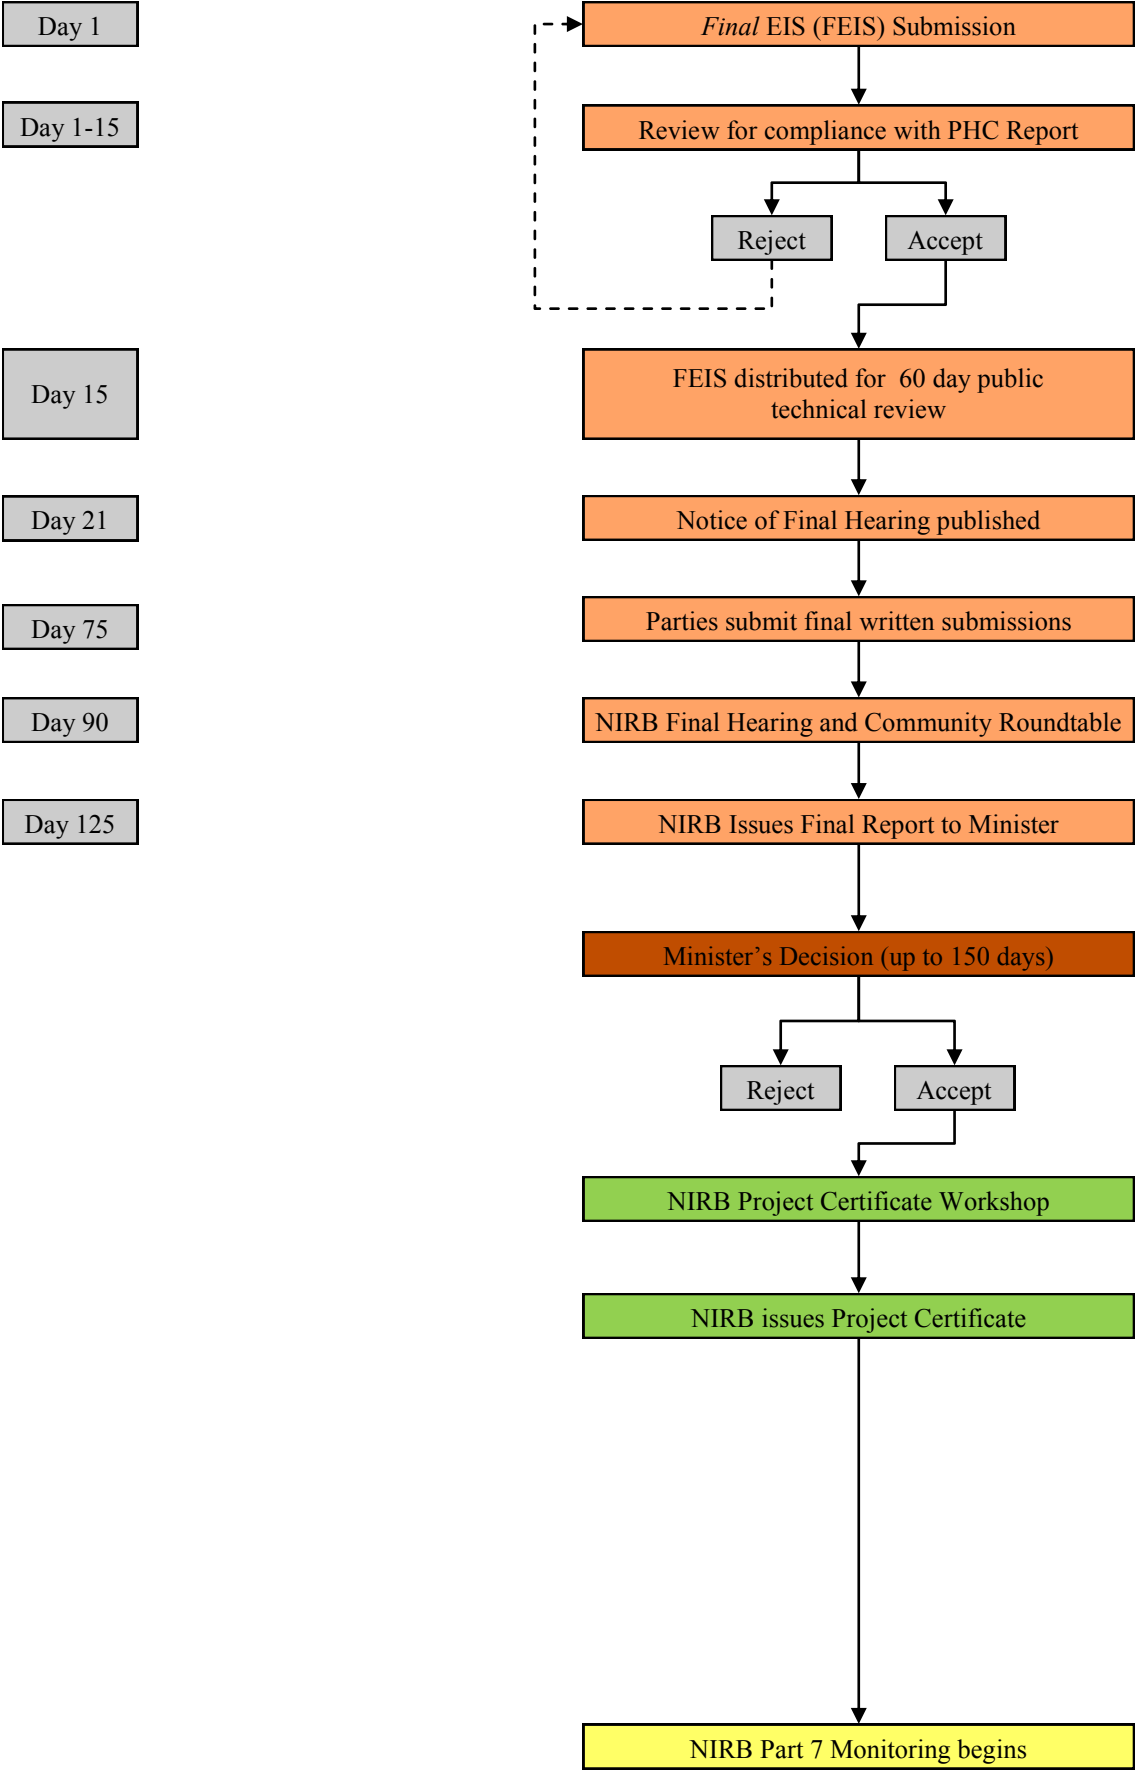 Day 1
Final EIS (FEIS) Submission
Day 1-15
Review for compliance with PHC Report
Reject
Accept
Day 15
FEIS distributed for  60 day public
technical review
Day 21
Notice of Final Hearing published
Day 75
Parties submit final written submissions
Day 90
NIRB Final Hearing and Community Roundtable
Day 125
NIRB Issues Final Report to Minister
Minister’s Decision (up to 150 days)
Reject
Accept
NIRB Project Certificate Workshop
NIRB issues Project Certificate
NIRB Part 7 Monitoring begins